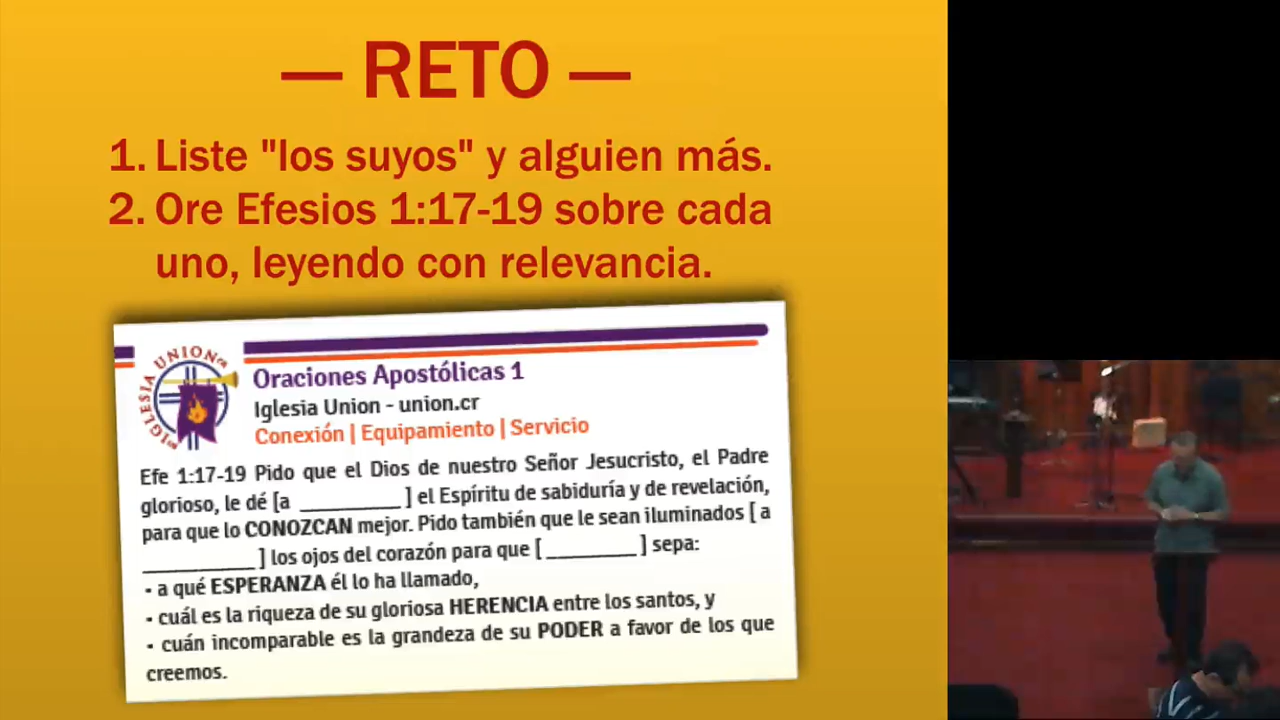 — RETO —
1. Liste "los suyos" y alguien más.
2. Ore Efesios 1:17-19 sobre cada
uno, leyendo con relevancia.
IGLESIA UNION CR
Oraciones Apostólicas 1
Iglesia Union - union.cr
Conexión | Equipamiento | Servicio
Efe 1:17-19 Pido que el Dios de nuestro Señor Jesucristo, el Padre
glorioso, le dé [a __________ ] el Espíritu de sabiduría y de revelación,
para que lo CONOZCAN mejor. Pido también que le sean iluminados [ a
___________ ] los ojos del corazón para que [ _________ ] sepa:
- a qué ESPERANZA él lo ha llamado,
- cuál es la riqueza de su gloriosa HERENCIA entre los santos, y
- cuán incomparable es la grandeza de su PODER a favor de los que
creemos.